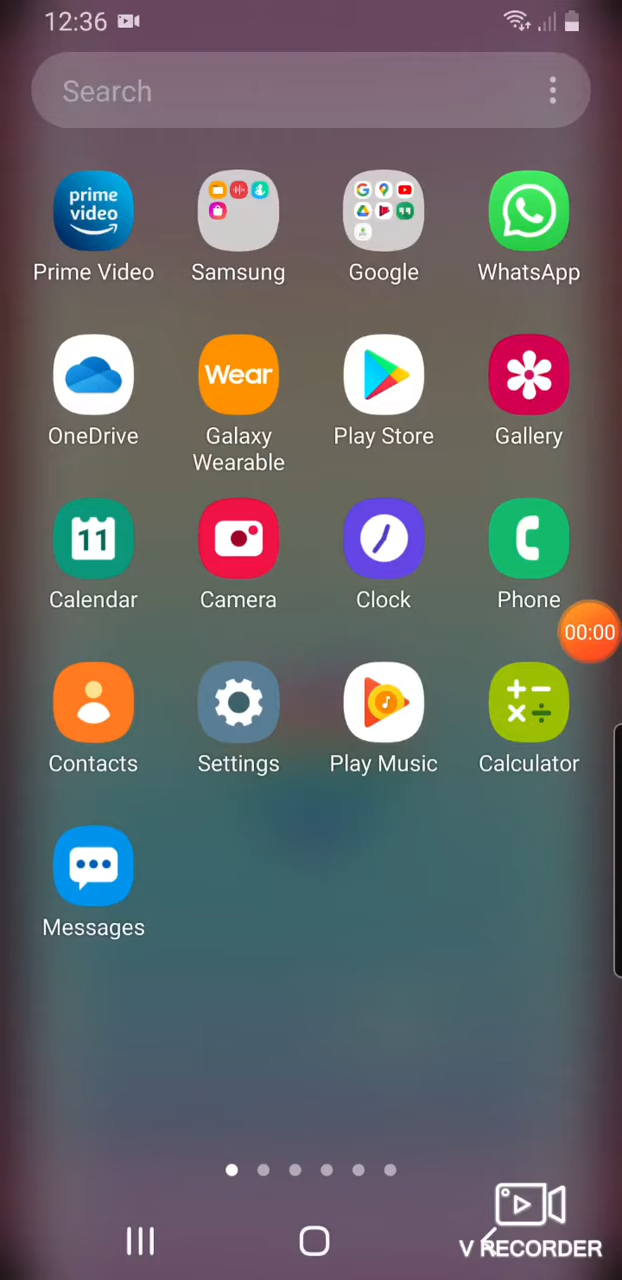 12:36
Search
prime
video
Prime Video
Samsung
Google
WhatsApp
Wear
OneDrive
Galaxy
Wearable
Play Store
Gallery
11
Calendar
Camera
Clock
Phone
00:00
Contacts
Settings
Play Music
Calculator
Messages
V RECORDER